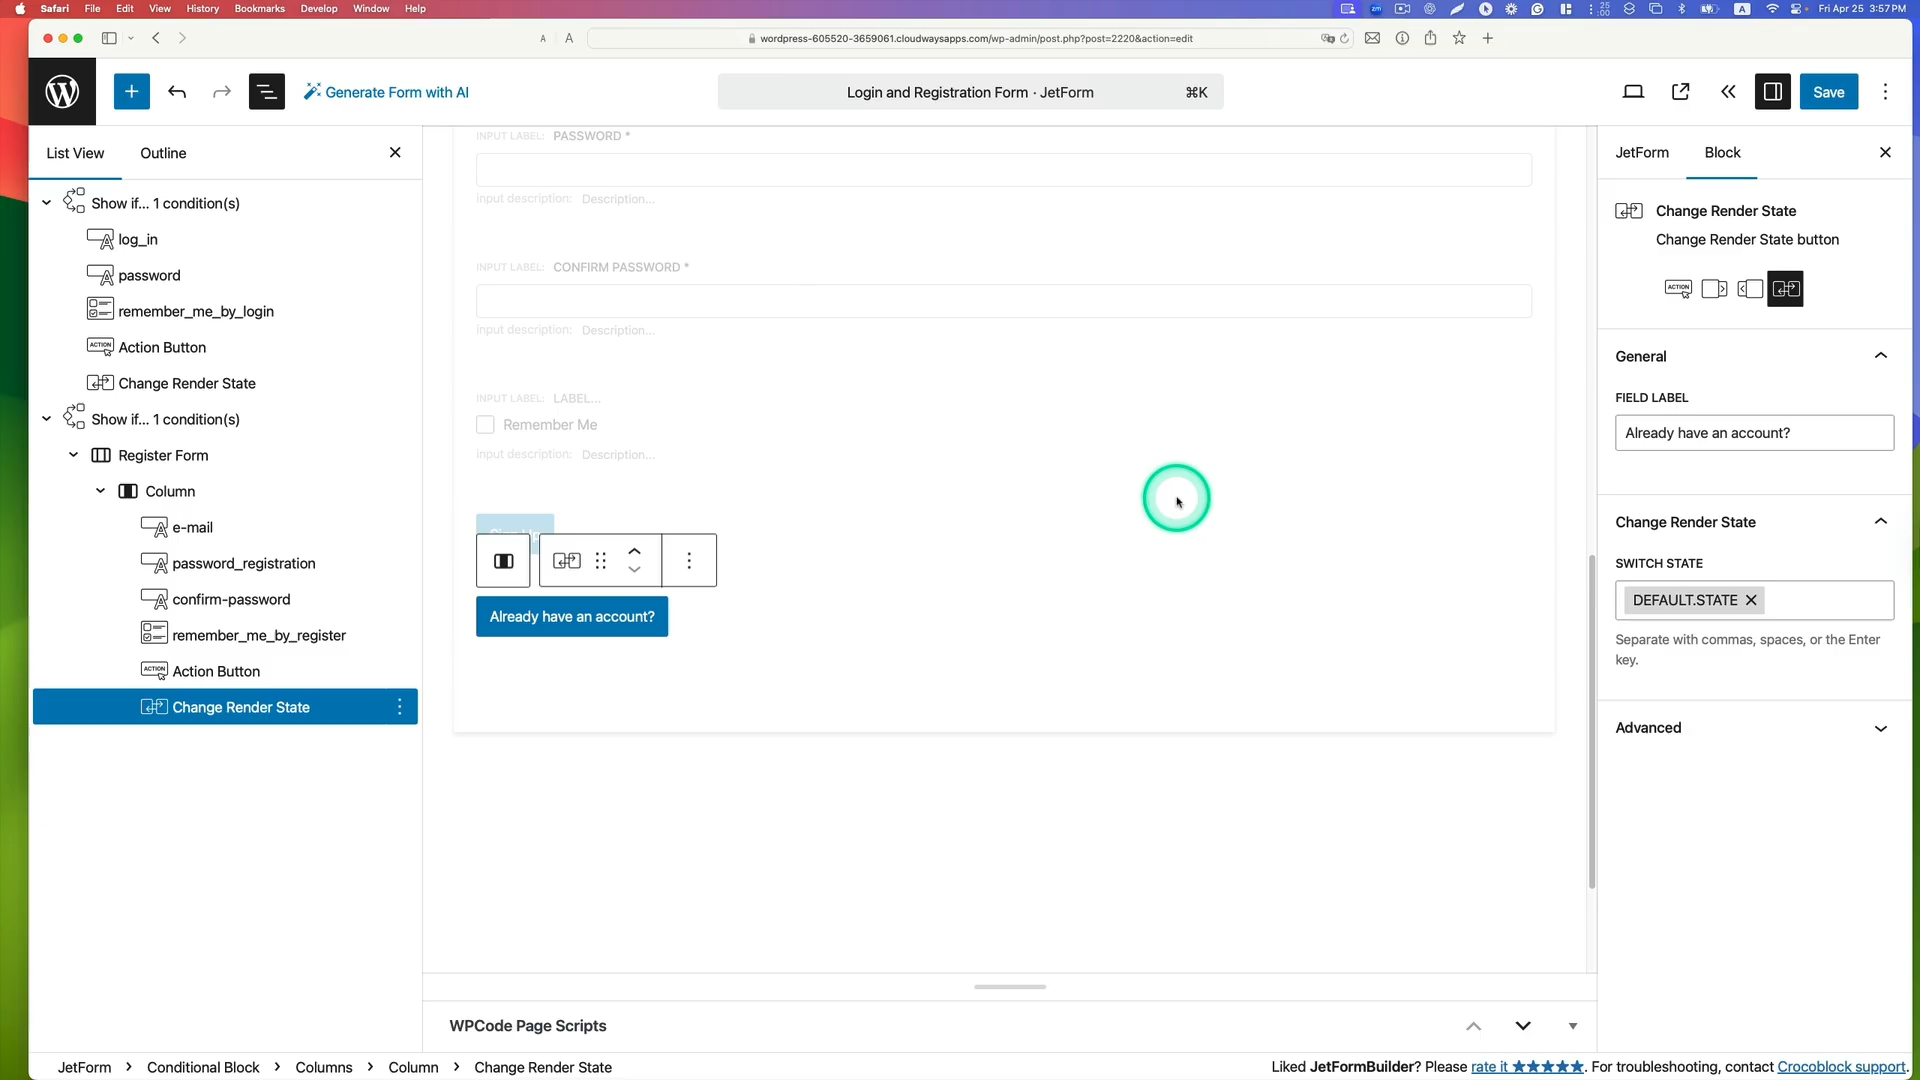 Safari File Edit View History Bookmarks Develop Window Help
25
:00
A
Fri Apr 25 3:57 PM
A A
wordpress-605520-3659061.cloudwaysapps.com/wp-admin/post.php?post=2220&action=edit
Generate Form with AI
Login and Registration Form · JetForm
⌘K
Save
List View
Outline
Show if... 1 condition(s)
log_in
password
remember_me_by_login
ACTION
Action Button
Change Render State
Show if... 1 condition(s)
Register Form
Column
e-mail
password_registration
confirm-password
remember_me_by_register
ACTION
Action Button
Change Render State
INPUT LABEL: PASSWORD *
input description: Description...
INPUT LABEL: CONFIRM PASSWORD *
input description: Description...
INPUT LABEL: LABEL...
Remember Me
input description: Description...
Already have an account?
WPCode Page Scripts
JetForm
Block
Change Render State
Change Render State button
ACTION
General
FIELD LABEL
Already have an account?
Change Render State
SWITCH STATE
DEFAULT.STATE
Separate with commas, spaces, or the Enter
key.
Advanced
JetForm > Conditional Block > Columns > Column > Change Render State
Liked JetFormBuilder? Please rate it ★★★★★. For troubleshooting, contact Crocoblock support.